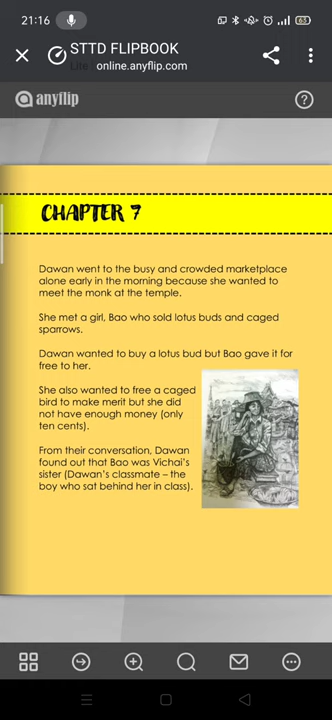 21:16
63
STTD FLIPBOOK
online.anyflip.com
anyflip
CHAPTER 7
Dawan went to the busy and crowded marketplace
alone early in the morning because she wanted to
meet the monk at the temple.
She met a girl, Bao who sold lotus buds and caged
sparrows.
Dawan wanted to buy a lotus bud but Bao gave it for
free to her.
She also wanted to free a caged
bird to make merit but she did
not have enough money (only
ten cents).
From their conversation, Dawan
found out that Bao was Vichai's
sister (Dawan's classmate – the
boy who sat behind her in class).